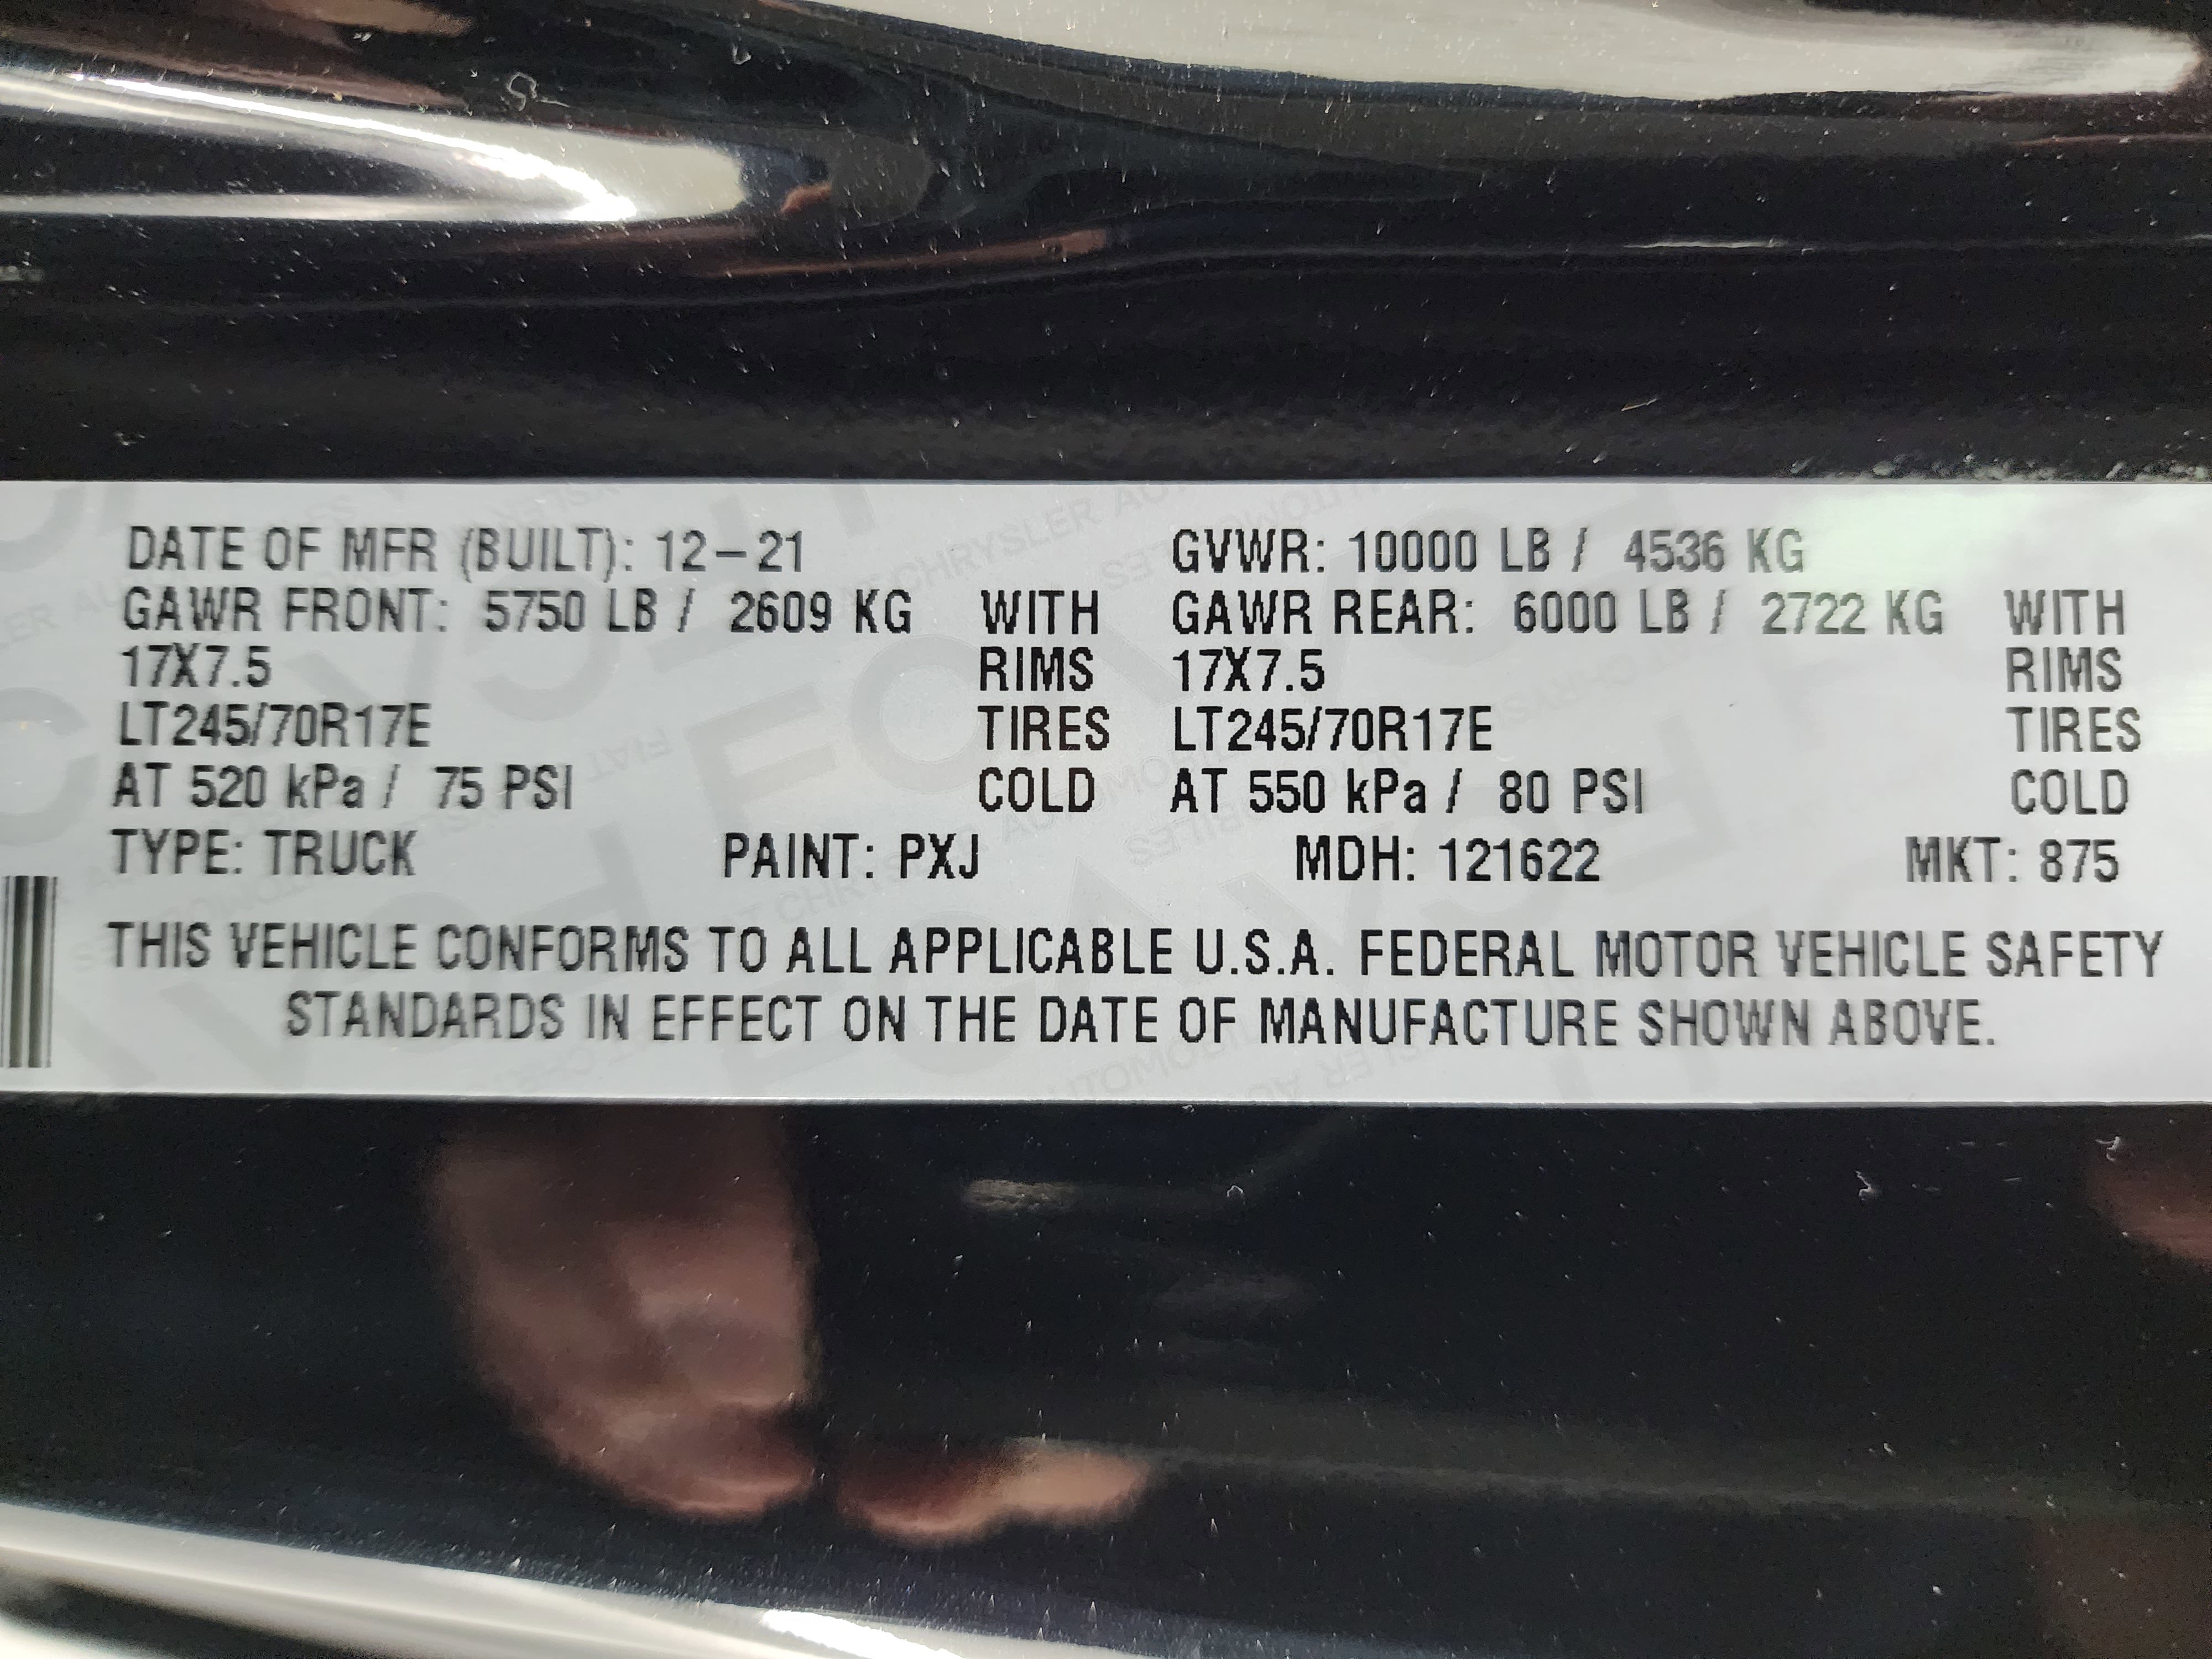 DATE OF MFR (BUILT): 12-21 GVWR: 10000 LB / 4536 KG
GAWR FRONT: 5750 LB / 2609 KG WITH GAWR REAR: 6000 LB / 2722 KG WITH
17X7.5 RIMS 17X7.5 RIMS
LT245/70R17E TIRES LT245/70R17E TIRES
AT 520 kPa / 75 PSI COLD AT 550 kPa / 80 PSI COLD
TYPE: TRUCK PAINT: PXJ MDH: 121622 MKT: 875
THIS VEHICLE CONFORMS TO ALL APPLICABLE U.S.A. FEDERAL MOTOR VEHICLE SAFETY
STANDARDS IN EFFECT ON THE DATE OF MANUFACTURE SHOWN ABOVE.